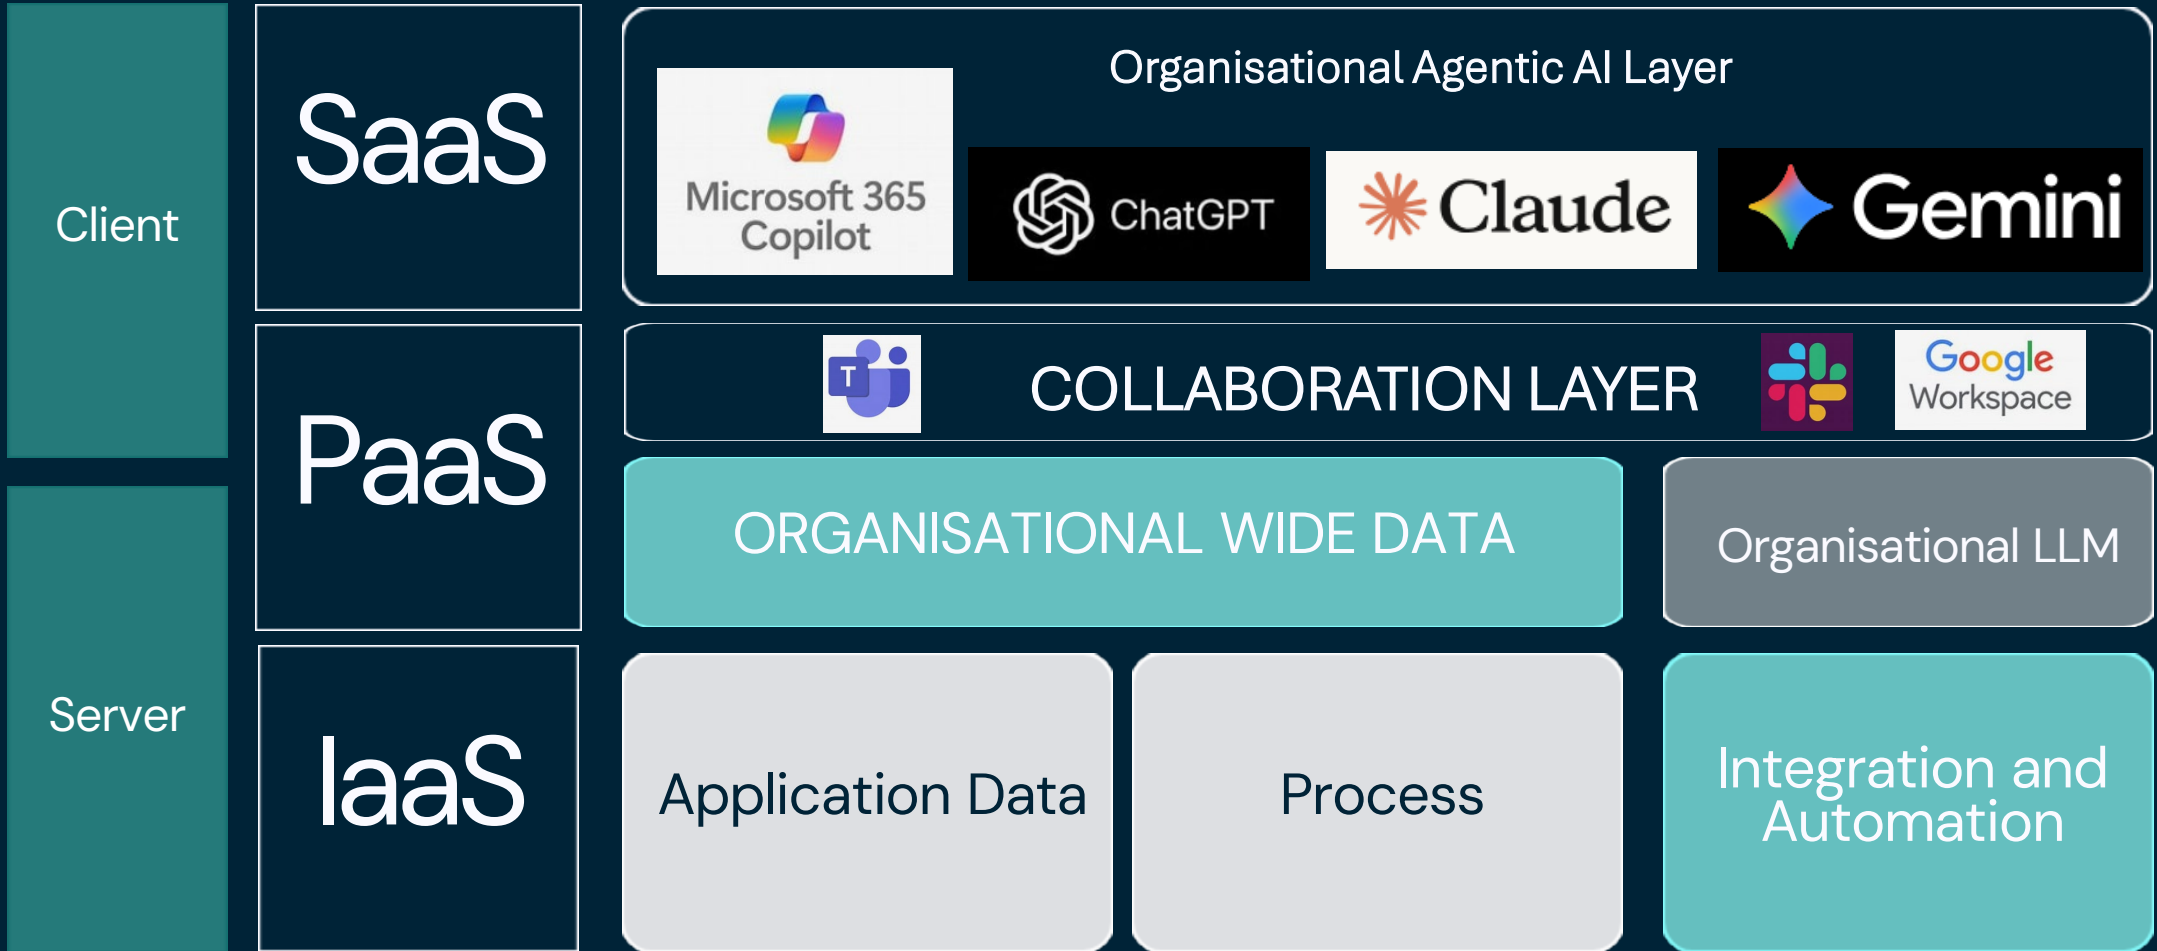 Client
Server
SaaS
PaaS
IaaS
Organisational Agentic AI Layer
Microsoft 365
Copilot
ChatGPT
Claude
Gemini
T
COLLABORATION LAYER
Google
Workspace
ORGANISATIONAL WIDE DATA
Organisational LLM
Application Data
Process
Integration and
Automation